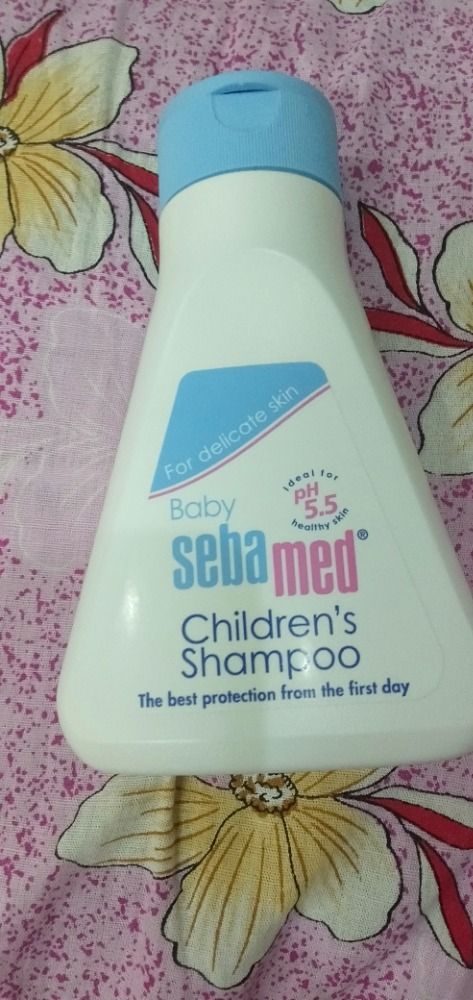 For delicate skin
Baby
ideal for
pH
5.5
healthy skin
sebamed®
Children's
Shampoo
The best protection from the first day